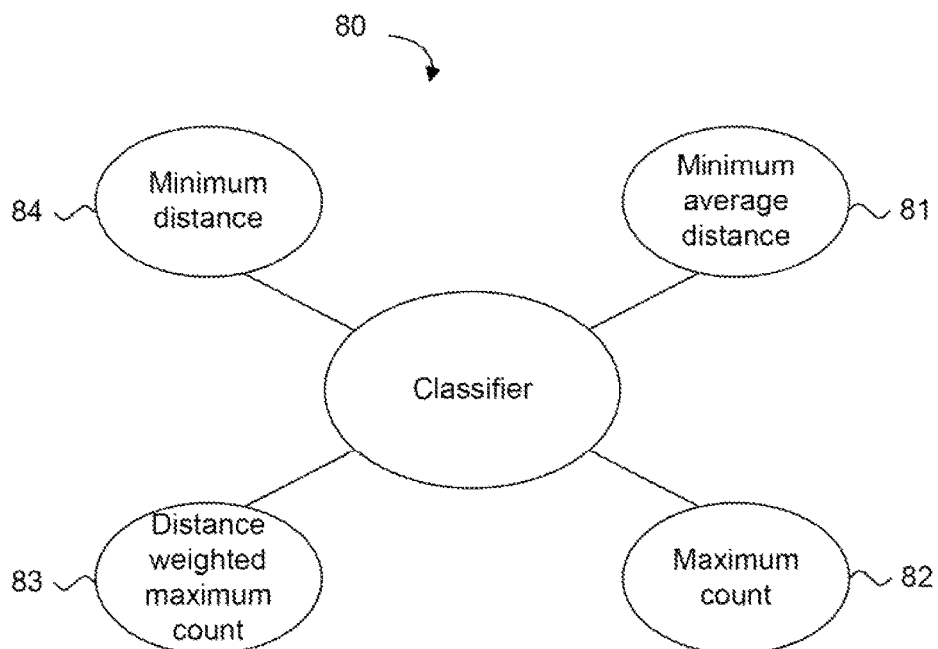 80
Minimum
distance
84
Minimum
average
distance
81
Classifier
Distance
weighted
maximum
count
83
Maximum
count
82